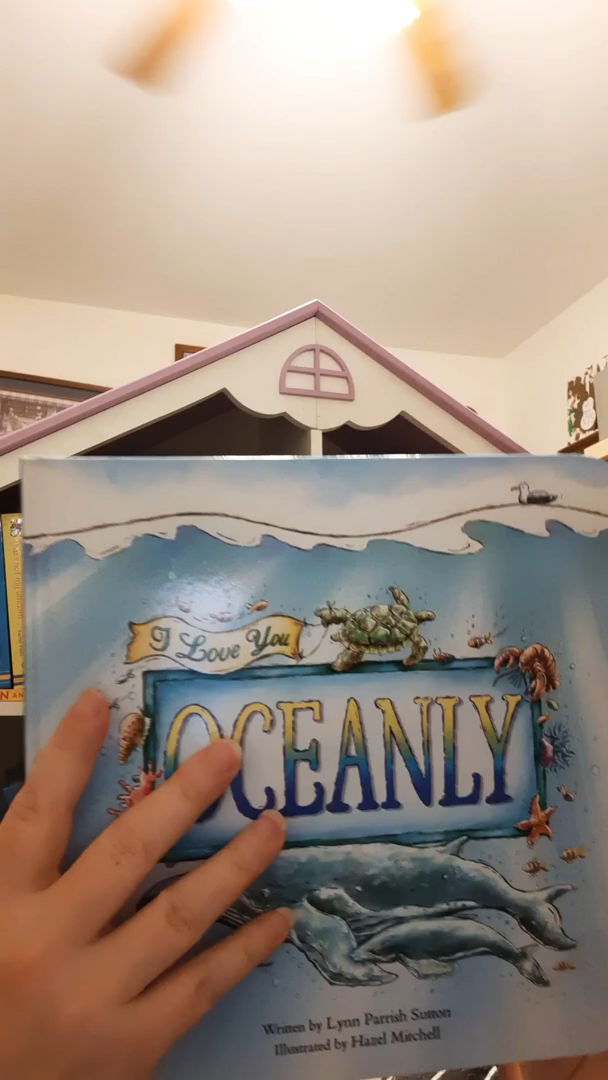 I Love You
OCEANLY
Written by Lynn Parrish Sutton
Illustrated by Hazel Mitchell